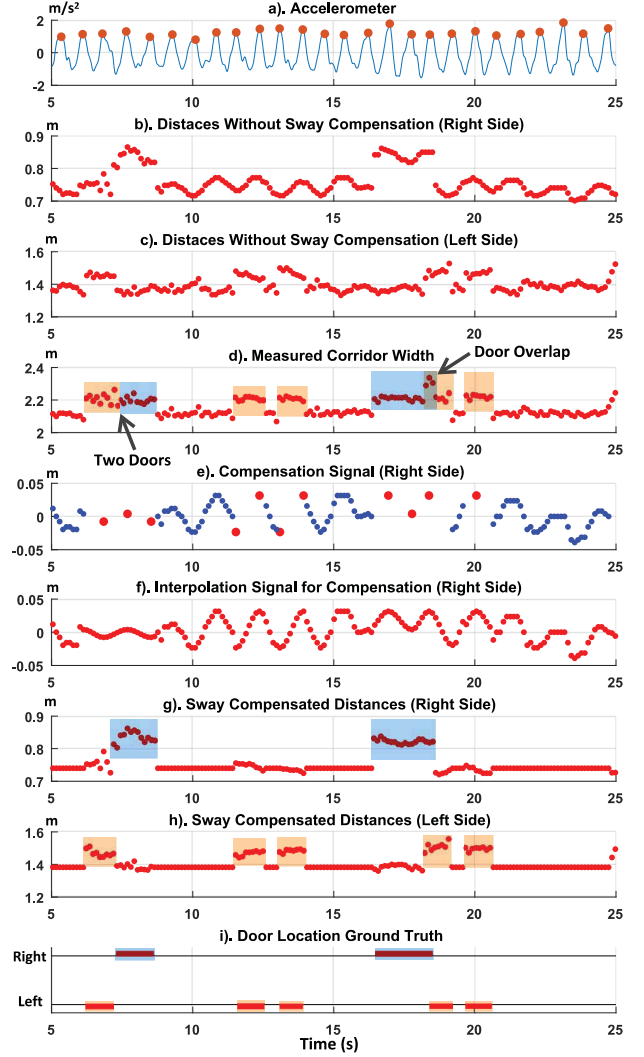 m/s²
a). Accelerometer
2
0
-2
5 10 15 20 25
m
b). Distaces Without Sway Compensation (Right Side)
0.9
0.8
0.7
5 10 15 20 25
m
c). Distaces Without Sway Compensation (Left Side)
1.6
1.4
1.2
5 10 15 20 25
m
d). Measured Corridor Width
Door Overlap
2.4
2.2
2
5 10 15 20 25
Two Doors
e). Compensation Signal (Right Side)
0.05
0
-0.05
5 10 15 20 25
m
f). Interpolation Signal for Compensation (Right Side)
0.05
0
-0.05
5 10 15 20 25
m
g). Sway Compensated Distances (Right Side)
0.9
0.8
0.7
5 10 15 20 25
m
h). Sway Compensated Distances (Left Side)
1.6
1.4
1.2
5 10 15 20 25
i). Door Location Ground Truth
Right
Left
5 10 15 20 25
Time (s)